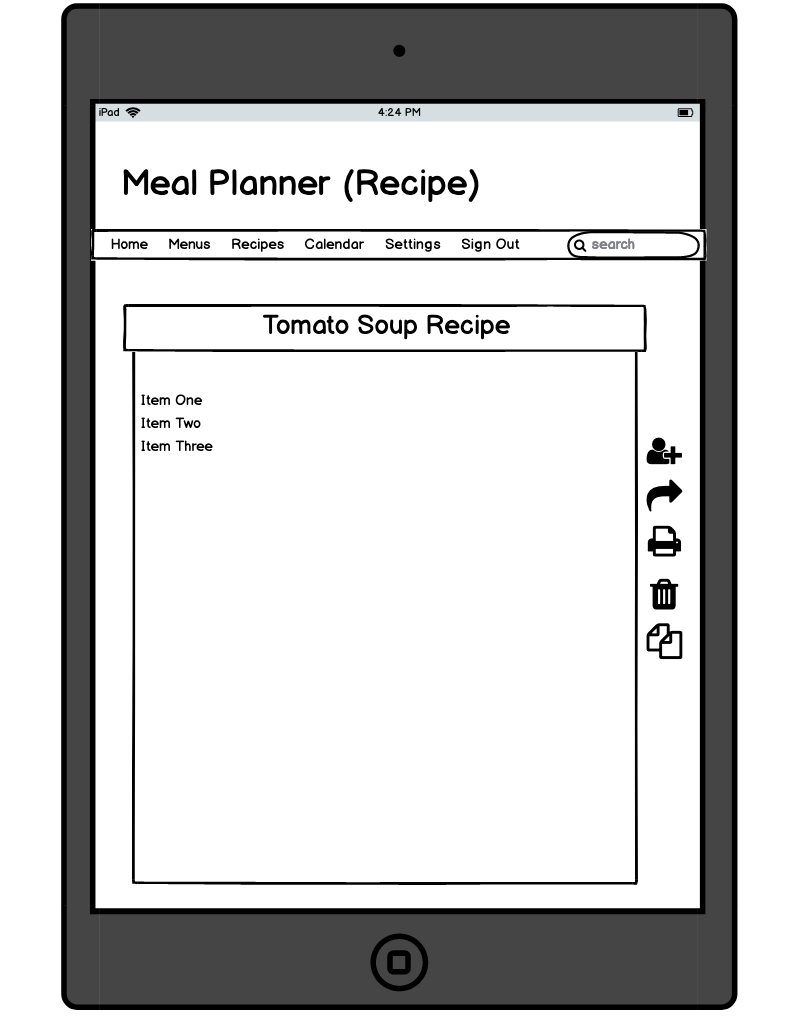 iPad 4:24 PM
Meal Planner (Recipe)
Home Menus Recipes Calendar Settings Sign Out search
Tomato Soup Recipe
Item One
Item Two
Item Three